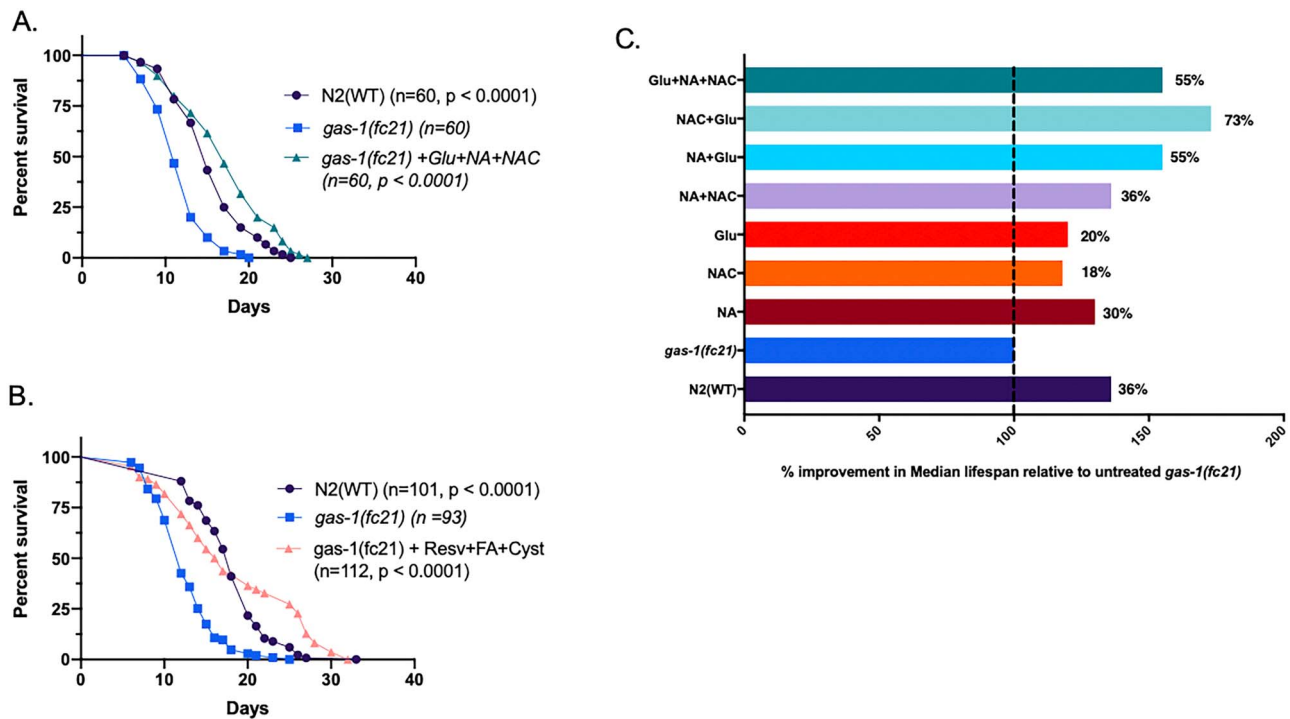 A.
Percent survival
100
75
50
25
0
0 10 20 30 40
Days
N2(WT) (n=60, p < 0.0001)
gas-1(fc21) (n=60)
gas-1(fc21) +Glu+NA+NAC
(n=60, p < 0.0001)
B.
Percent survival
100
75
50
25
0
0 10 20 30 40
Days
N2(WT) (n=101, p < 0.0001)
gas-1(fc21) (n =93)
gas-1(fc21) + Resv+FA+Cyst
(n=112, p < 0.0001)
C.
Glu+NA+NAC 55%
NAC+Glu 73%
NA+Glu 55%
NA+NAC 36%
Glu 20%
NAC 18%
NA 30%
gas-1(fc21)
N2(WT) 36%
0 50 100 150 200
% improvement in Median lifespan relative to untreated gas-1(fc21)